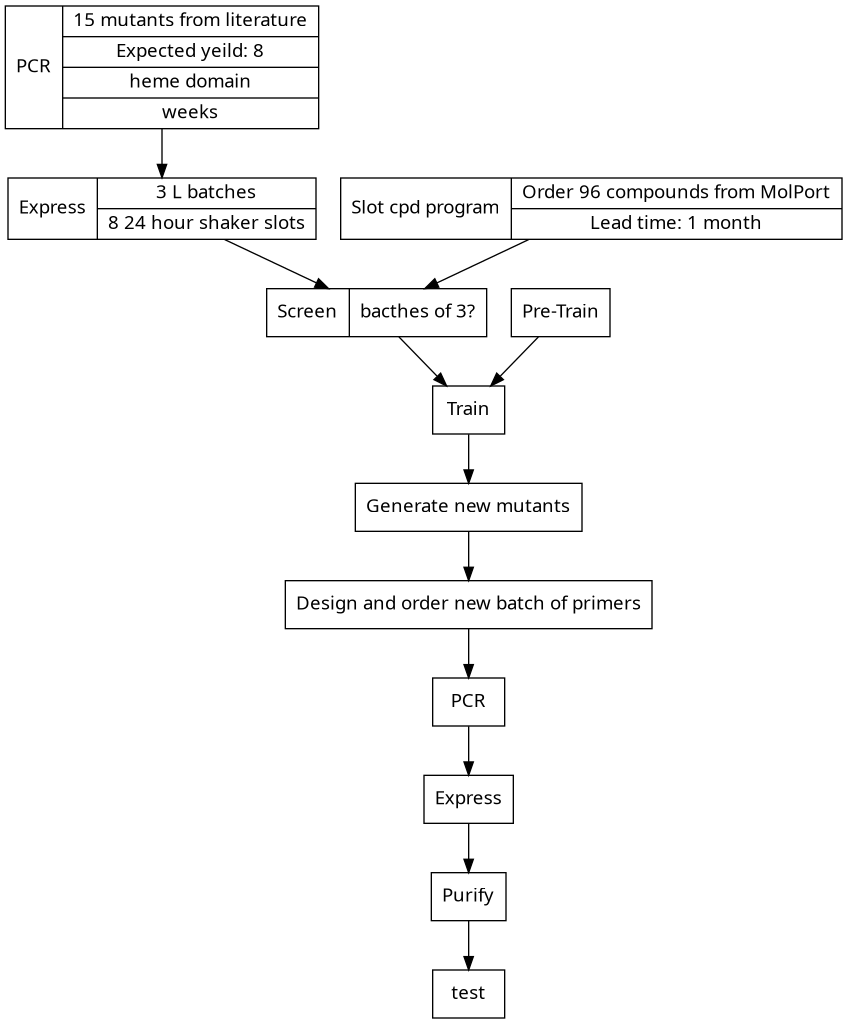 PCR
15 mutants from literature
Expected yeild: 8
heme domain
weeks
Express
3 L batches
8 24 hour shaker slots
Slot cpd program
Order 96 compounds from MolPort
Lead time: 1 month
Screen
bacthes of 3?
Pre-Train
Train
Generate new mutants
Design and order new batch of primers
PCR
Express
Purify
test